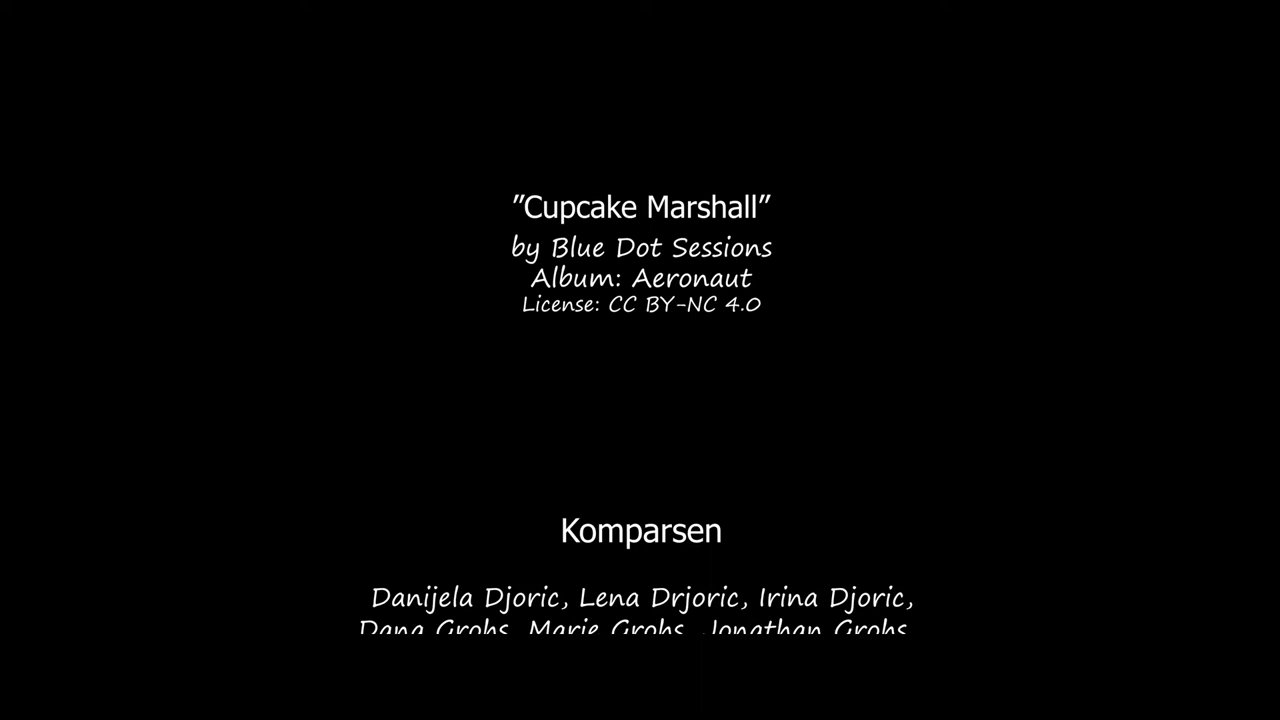 ”Cupcake Marshall”
by Blue Dot Sessions
Album: Aeronaut
License: CC BY-NC 4.0
Komparsen
Danijela Djoric, Lena Drjoric, Irina Djoric,
Dana Grohs, Marie Grohs, Jonathan Grohs